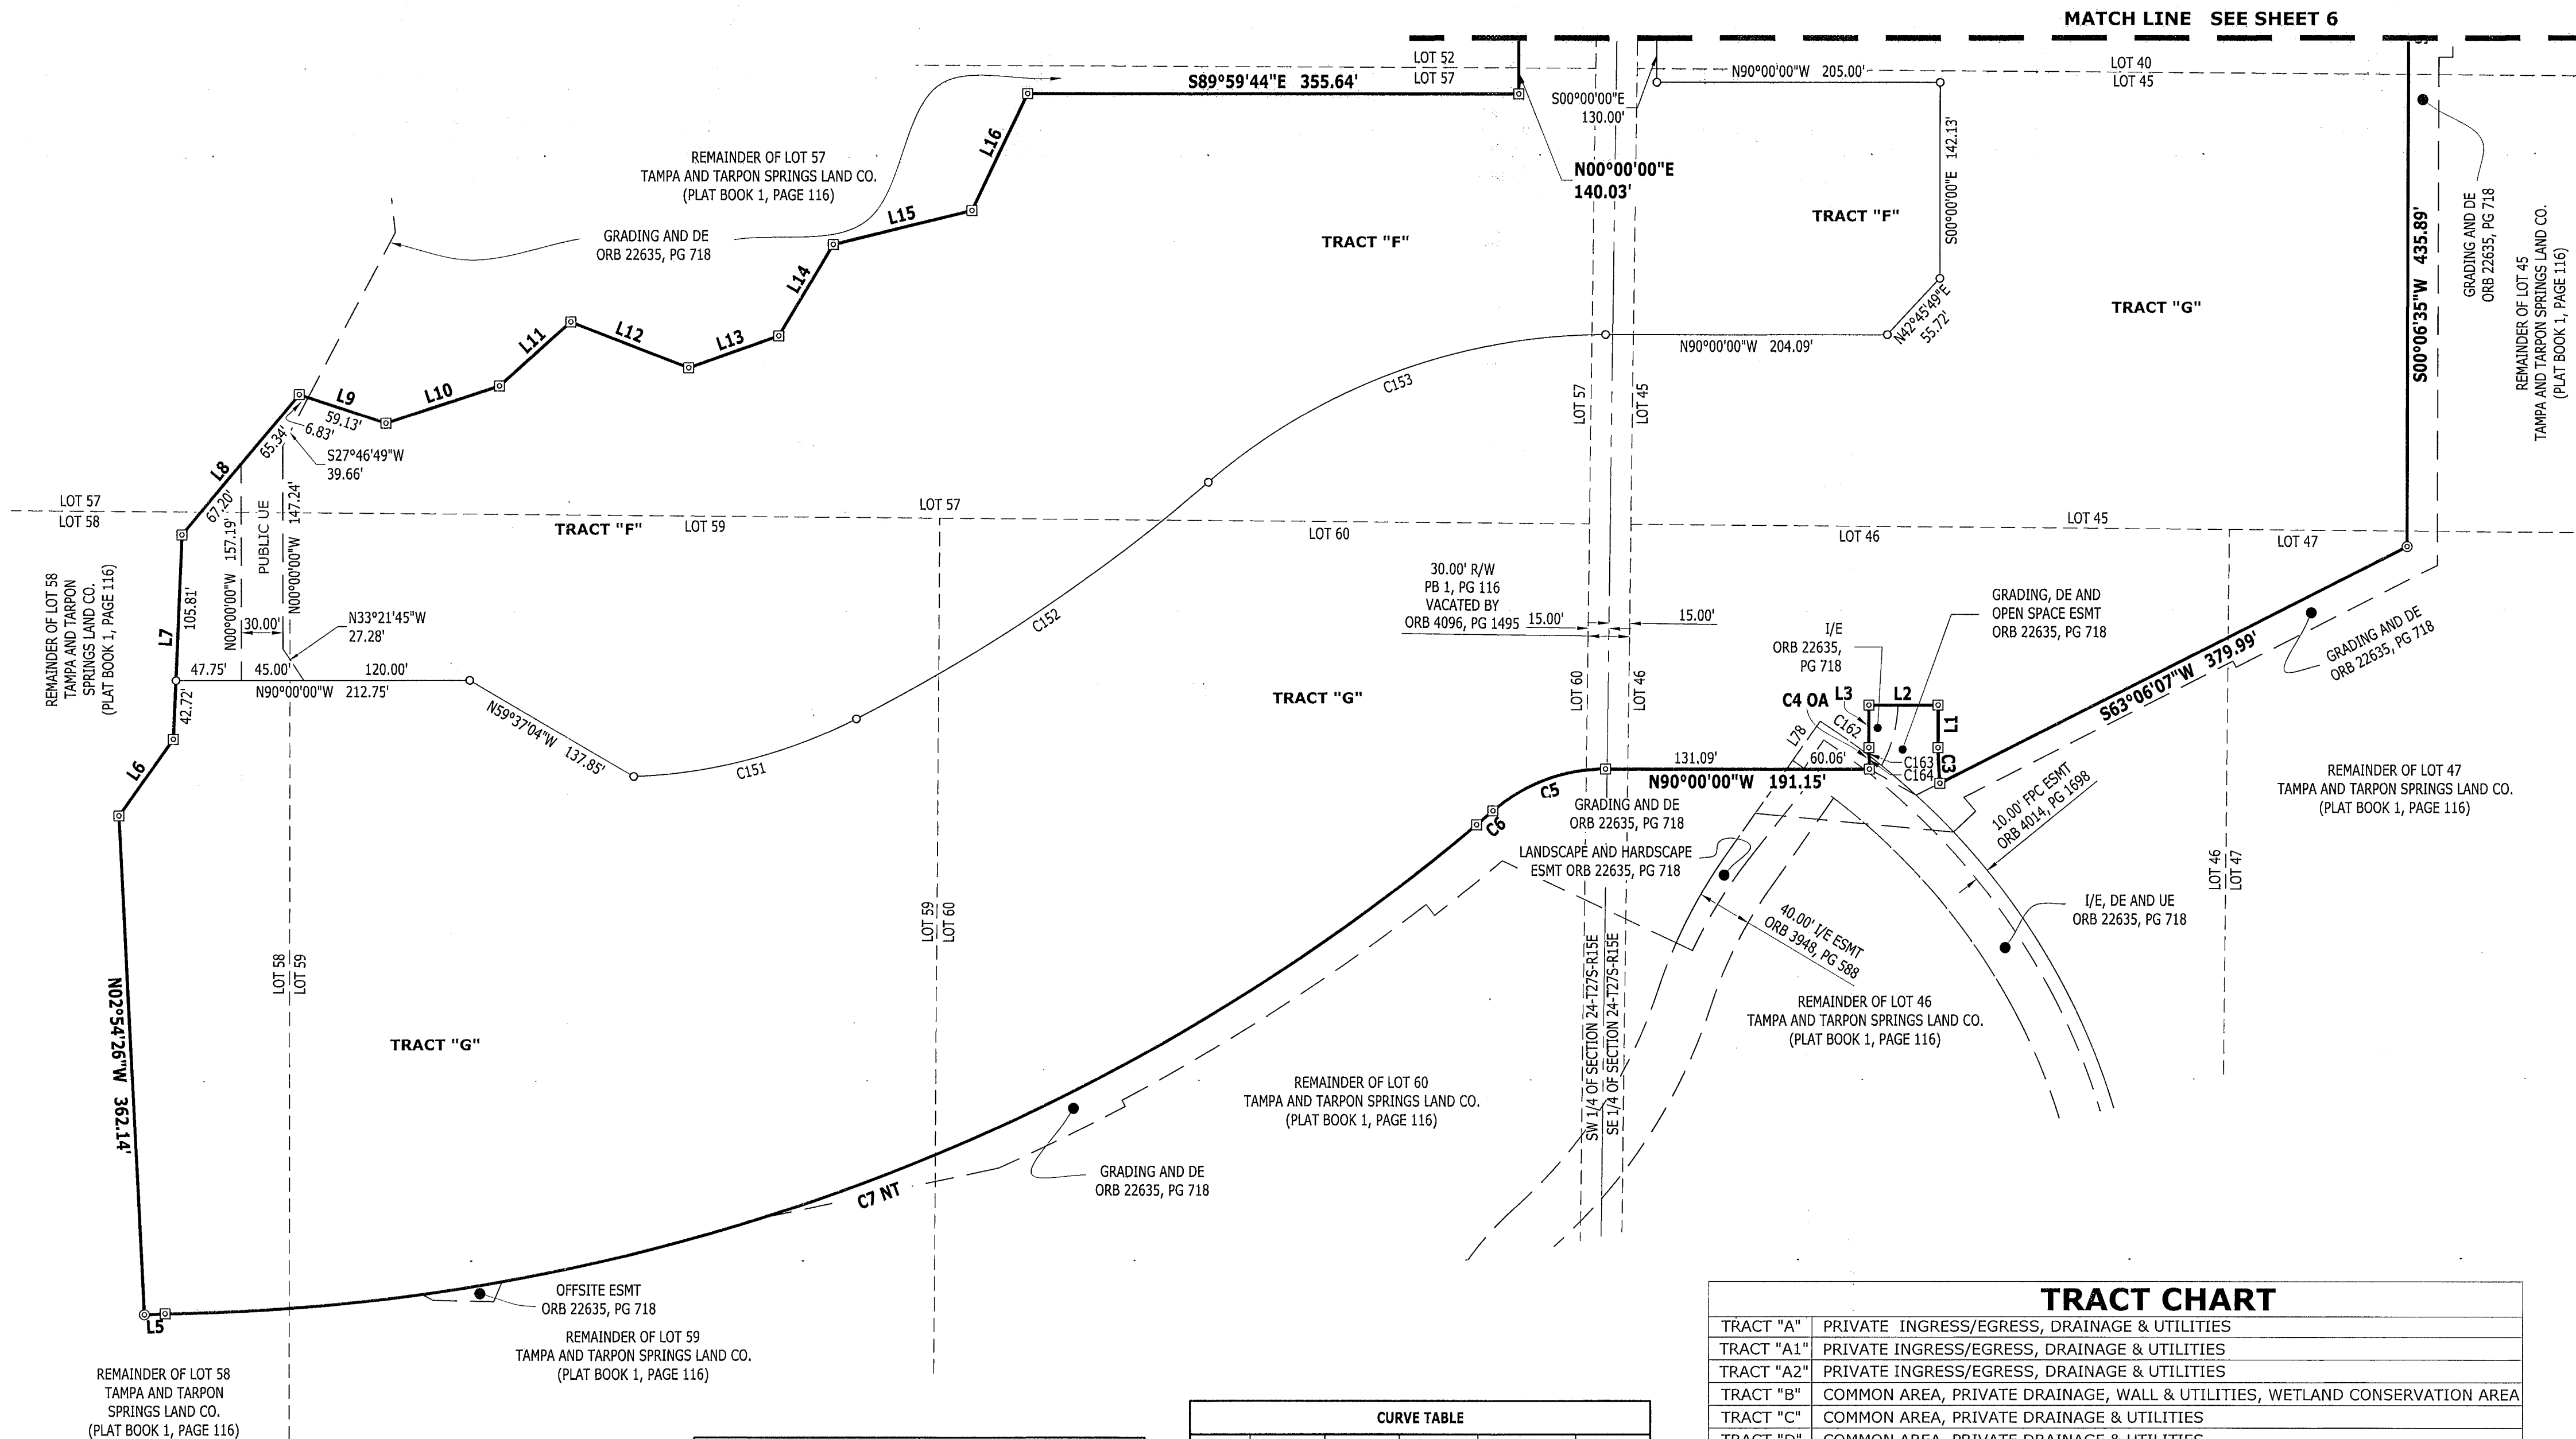 MATCH LINE   SEE SHEET 6
LOT 52
LOT 57
S89°59'44"E   355.64'
S00°00'00"E
130.00'
N90°00'00"W   205.00'
LOT 40
LOT 45
S00°00'00"E   142.13'
N00°00'00"E
140.03'
REMAINDER OF LOT 57
TAMPA AND TARPON SPRINGS LAND CO.
(PLAT BOOK 1, PAGE 116)
GRADING AND DE
ORB 22635, PG 718
L16
L15
L14
L13
L12
L11
L10
L9
59.13'
6.83'
65.34'
S27°46'49"W
39.66'
L8
67.20'
TRACT "F"
TRACT "F"
TRACT "G"
N42°45'49"E
55.72'
N90°00'00"W   204.09'
C153
LOT 57
LOT 45
S00°06'35"W   435.89'
GRADING AND DE
ORB 22635, PG 718
REMAINDER OF LOT 45
TAMPA AND TARPON SPRINGS LAND CO.
(PLAT BOOK 1, PAGE 116)
LOT 57
LOT 58
TRACT "F"
LOT 59
LOT 57
LOT 60
LOT 45
LOT 46
LOT 47
REMAINDER OF LOT 58
TAMPA AND TARPON
SPRINGS LAND CO.
(PLAT BOOK 1, PAGE 116)
L7
105.81'
N00°00'00"W   157.19'
PUBLIC UE
N00°00'00"W   147.24'
30.00'
N33°21'45"W
27.28'
47.75'
45.00'
120.00'
N90°00'00"W   212.75'
42.72'
L6
N59°37'04"W   137.85'
C151
C152
TRACT "G"
30.00' R/W
PB 1, PG 116
VACATED BY
ORB 4096, PG 1495
15.00'
15.00'
LOT 60
LOT 46
I/E
ORB 22635,
PG 718
GRADING, DE AND
OPEN SPACE ESMT
ORB 22635, PG 718
C4 OA
L3
L2
L1
C3
C162
C163
C164
L78
131.09'
60.06'
N90°00'00"W   191.15'
S63°06'07"W   379.99'
GRADING AND DE
ORB 22635, PG 718
C5
C6
GRADING AND DE
ORB 22635, PG 718
LANDSCAPE AND HARDSCAPE
ESMT ORB 22635, PG 718
10.00' FPC ESMT
ORB 4014, PG 1698
REMAINDER OF LOT 47
TAMPA AND TARPON SPRINGS LAND CO.
(PLAT BOOK 1, PAGE 116)
LOT 46
LOT 47
I/E, DE AND UE
ORB 22635, PG 718
40.00' I/E ESMT
ORB 3948, PG 588
REMAINDER OF LOT 46
TAMPA AND TARPON SPRINGS LAND CO.
(PLAT BOOK 1, PAGE 116)
LOT 59
LOT 60
LOT 58
LOT 59
N02°54'26"W   362.14'
TRACT "G"
SW 1/4 OF SECTION 24-T27S-R15E
SE 1/4 OF SECTION 24-T27S-R15E
REMAINDER OF LOT 60
TAMPA AND TARPON SPRINGS LAND CO.
(PLAT BOOK 1, PAGE 116)
C7 NT
GRADING AND DE
ORB 22635, PG 718
L5
OFFSITE ESMT
ORB 22635, PG 718
REMAINDER OF LOT 59
TAMPA AND TARPON SPRINGS LAND CO.
(PLAT BOOK 1, PAGE 116)
REMAINDER OF LOT 58
TAMPA AND TARPON
SPRINGS LAND CO.
(PLAT BOOK 1, PAGE 116)
CURVE TABLE
TRACT CHART
TRACT "A"   PRIVATE  INGRESS/EGRESS, DRAINAGE & UTILITIES
TRACT "A1"   PRIVATE INGRESS/EGRESS, DRAINAGE & UTILITIES
TRACT "A2"   PRIVATE INGRESS/EGRESS, DRAINAGE & UTILITIES
TRACT "B"   COMMON AREA, PRIVATE DRAINAGE, WALL & UTILITIES, WETLAND CONSERVATION AREA
TRACT "C"   COMMON AREA, PRIVATE DRAINAGE & UTILITIES
TRACT "D"   COMMON AREA, PRIVATE DRAINAGE & UTILITIES